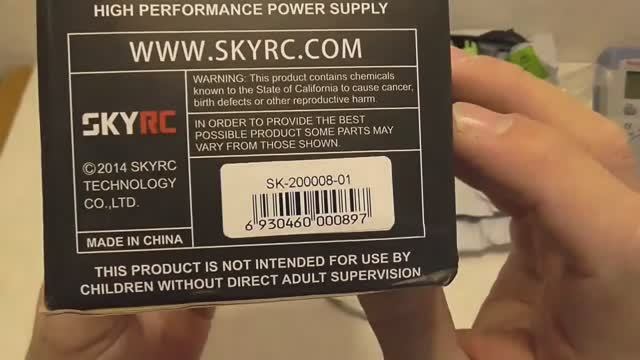 HIGH PERFORMANCE POWER SUPPLY
WWW.SKYRC.COM
WARNING: This product contains chemicals
known to the State of California to cause cancer,
birth defects or other reproductive harm.
SKYRC
IN ORDER TO PROVIDE THE BEST
POSSIBLE PRODUCT SOME PARTS MAY
VARY FROM THOSE SHOWN.
©2014 SKYRC
TECHNOLOGY
CO.,LTD.
SK-200008-01
6 930460 000897
MADE IN CHINA
THIS PRODUCT IS NOT INTENDED FOR USE BY
CHILDREN WITHOUT DIRECT ADULT SUPERVISION